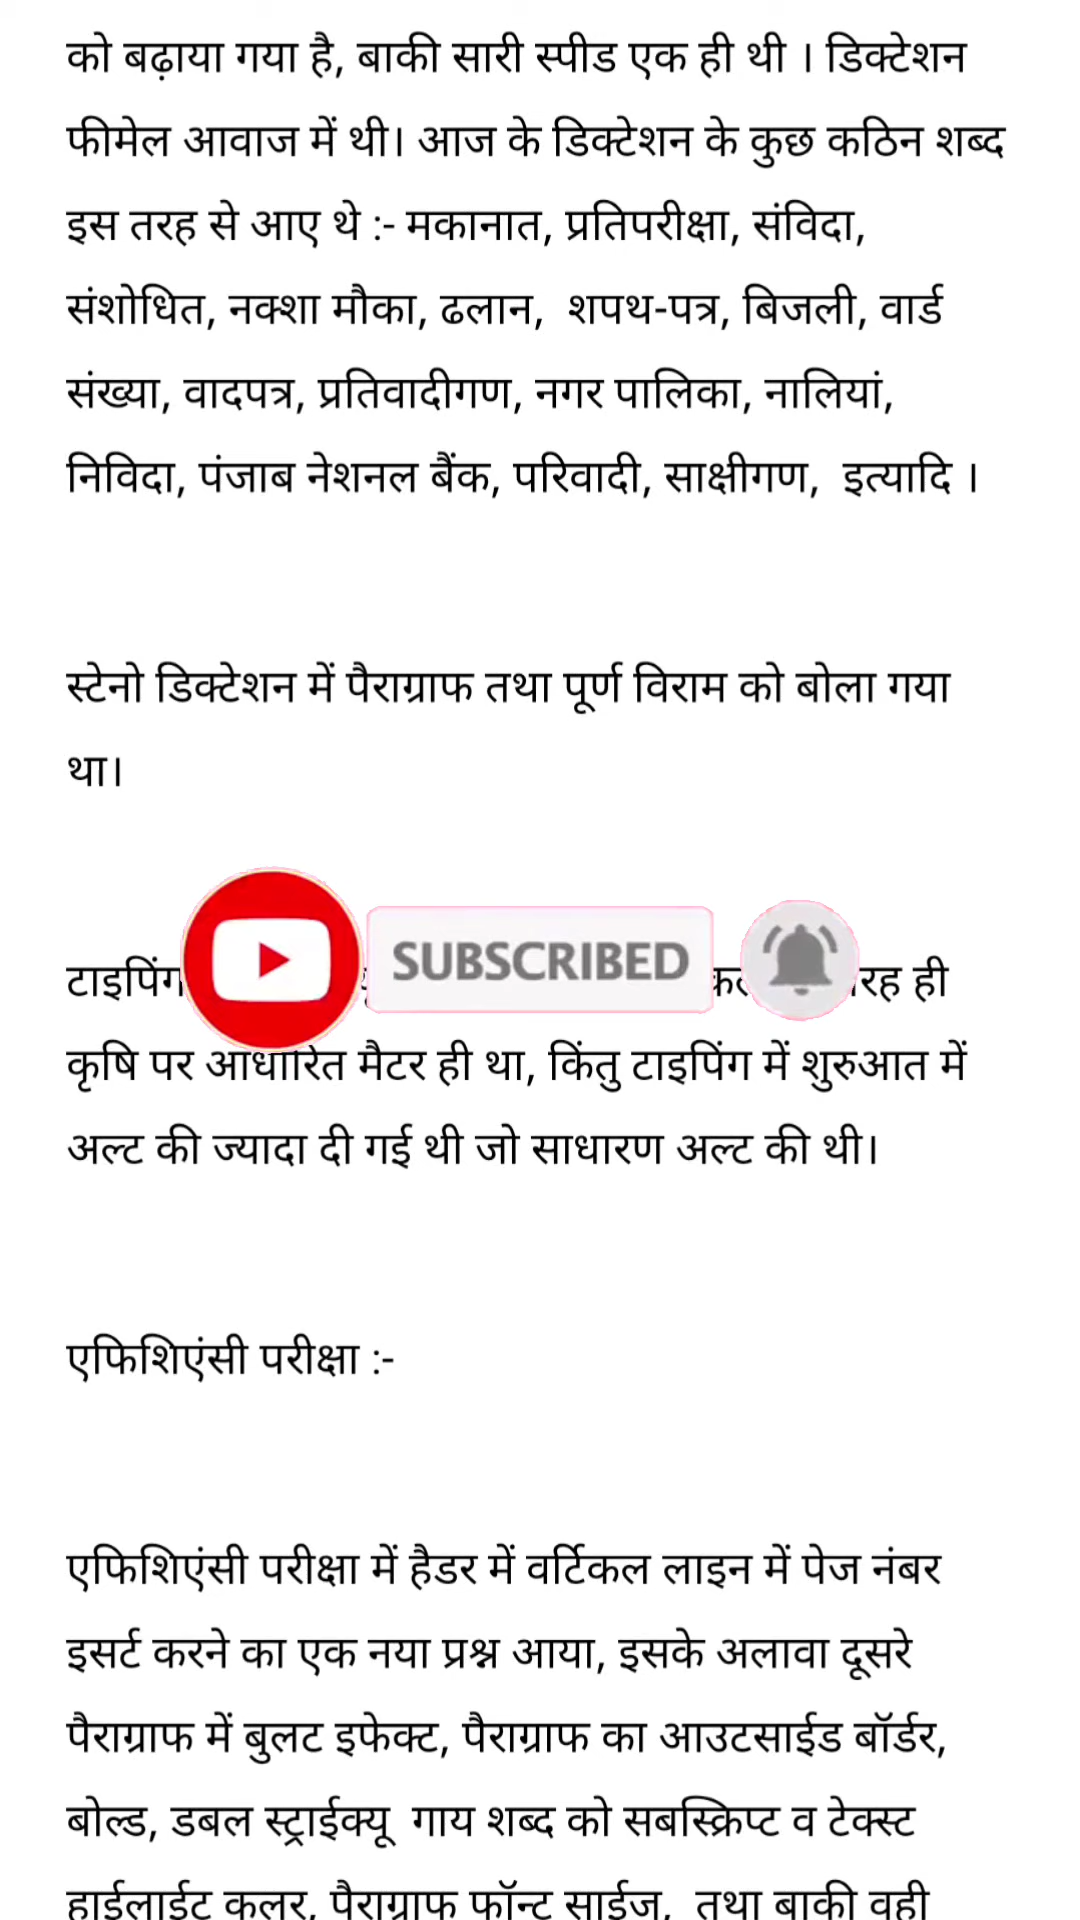 को बढ़ाया गया है, बाकी सारी स्पीड एक ही थी । डिक्टेशन
फीमेल आवाज में थी। आज के डिक्टेशन के कुछ कठिन शब्द
इस तरह से आए थे :- मकानात, प्रतिपरीक्षा, संविदा,
संशोधित, नक्शा मौका, ढलान, शपथ-पत्र, बिजली, वार्ड
संख्या, वादपत्र, प्रतिवादीगण, नगर पालिका, नालियां,
निविदा, पंजाब नेशनल बैंक, परिवादी, साक्षीगण, इत्यादि ।
स्टेनो डिक्टेशन में पैराग्राफ तथा पूर्ण विराम को बोला गया
था।
SUBSCRIBED
टाइपिंग ही
कृषि पर आधारित मैटर ही था, किंतु टाइपिंग में शुरुआत में
अल्ट की ज्यादा दी गई थी जो साधारण अल्ट की थी।
एफिशिएंसी परीक्षा :-
एफिशिएंसी परीक्षा में हैडर में वर्टिकल लाइन में पेज नंबर
इसर्ट करने का एक नया प्रश्न आया, इसके अलावा दूसरे
पैराग्राफ में बुलट इफेक्ट, पैराग्राफ का आउटसाईड बॉर्डर,
बोल्ड, डबल स्ट्राईक्यू गाय शब्द को सबस्क्रिप्ट व टेक्स्ट
हाईलाईट कलर, पैराग्राफ फॉन्ट साईज, तथा बाकी वही